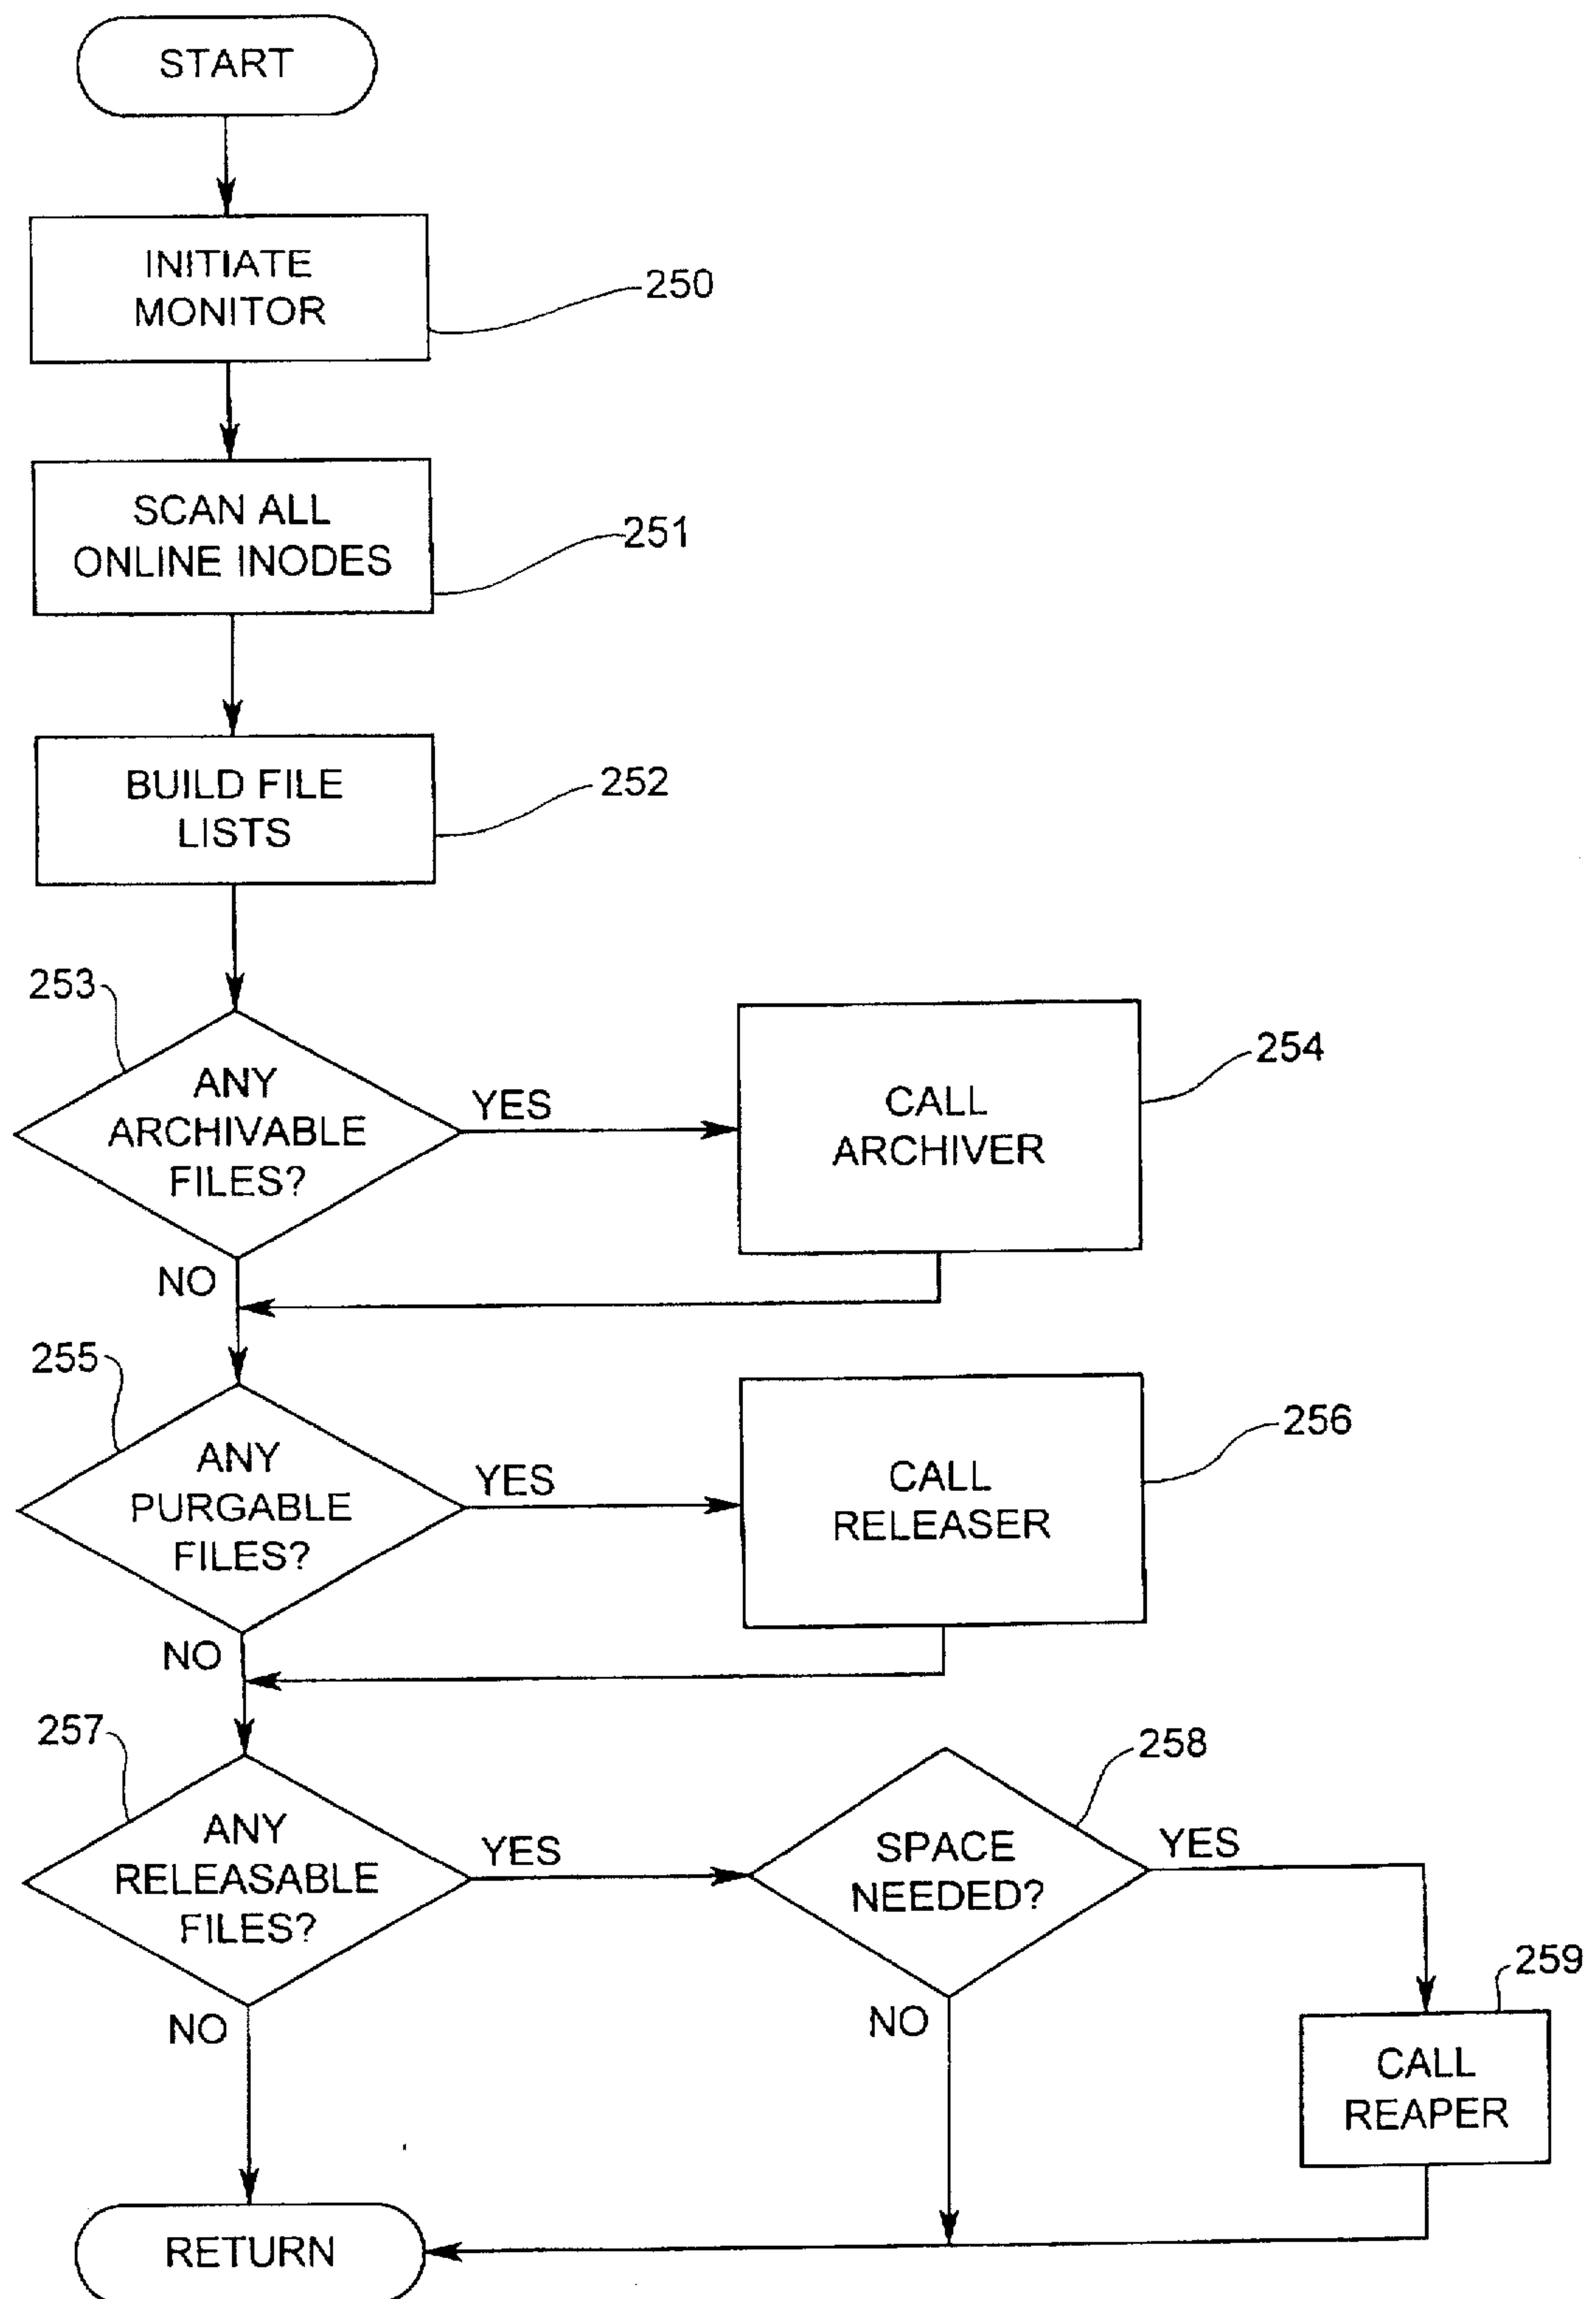 START
INITIATE
MONITOR
250
SCAN ALL
ONLINE INODES
251
BUILD FILE
LISTS
252
253
ANY
ARCHIVABLE
FILES?
YES
CALL
ARCHIVER
254
NO
255
ANY
PURGABLE
FILES?
YES
CALL
RELEASER
256
NO
257
ANY
RELEASABLE
FILES?
YES
SPACE
NEEDED?
258
YES
NO
NO
259
CALL
REAPER
RETURN